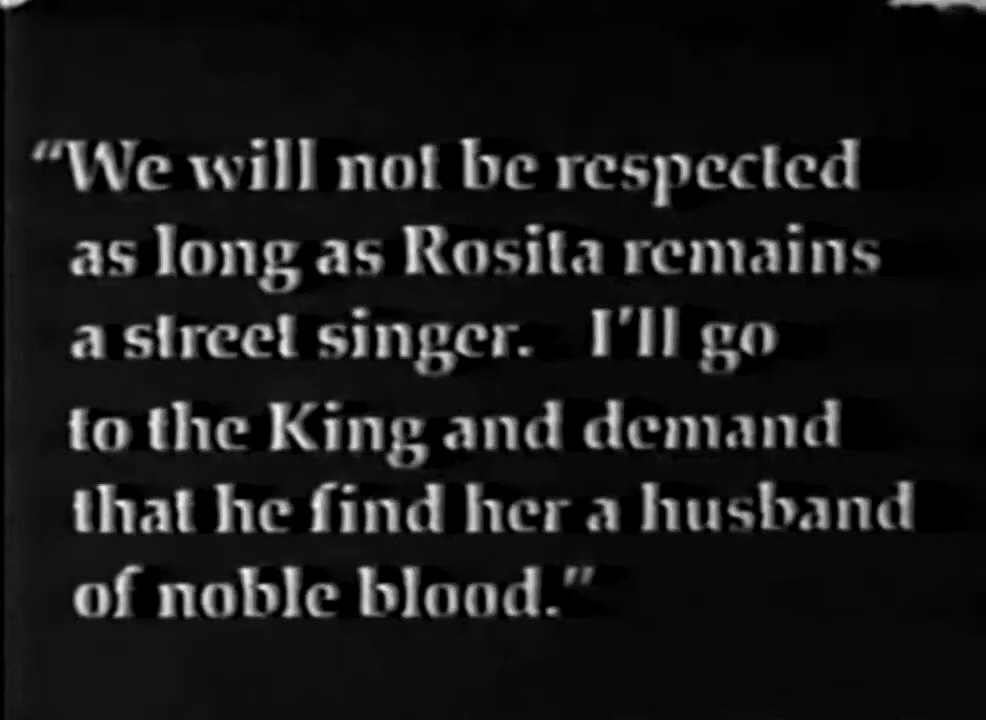 “We will not be respected
as long as Rosita remains
a street singer. I'll go
to the King and demand
that he find her a husband
of noble blood.”